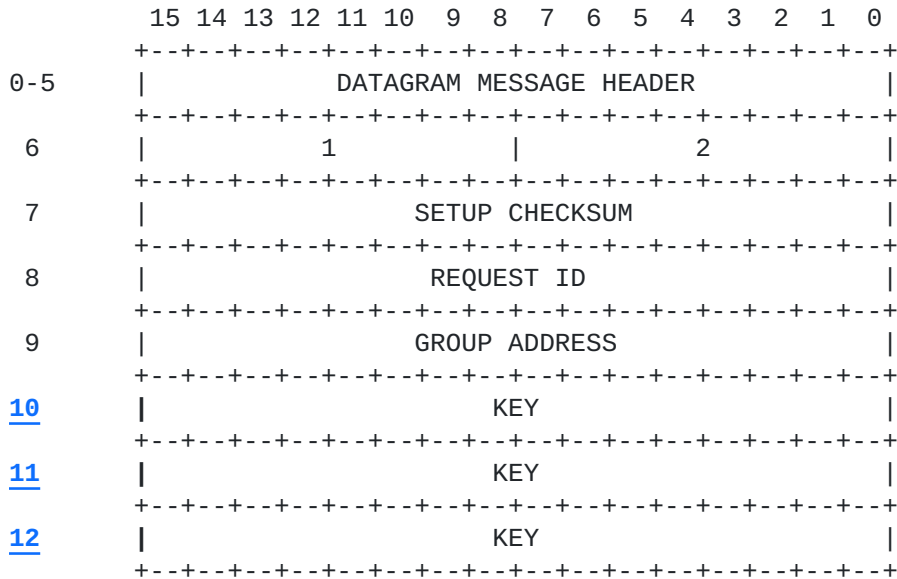 15 14 13 12 11 10 9 8 7 6 5 4 3 2 1 0
+--+--+--+--+--+--+--+--+--+--+--+--+--+--+--+--+
0-5 | DATAGRAM MESSAGE HEADER |
+--+--+--+--+--+--+--+--+--+--+--+--+--+--+--+--+
6 | 1 | 2 |
+--+--+--+--+--+--+--+--+--+--+--+--+--+--+--+--+
7 | SETUP CHECKSUM |
+--+--+--+--+--+--+--+--+--+--+--+--+--+--+--+--+
8 | REQUEST ID |
+--+--+--+--+--+--+--+--+--+--+--+--+--+--+--+--+
9 | GROUP ADDRESS |
+--+--+--+--+--+--+--+--+--+--+--+--+--+--+--+--+
10 | KEY |
+--+--+--+--+--+--+--+--+--+--+--+--+--+--+--+--+
11 | KEY |
+--+--+--+--+--+--+--+--+--+--+--+--+--+--+--+--+
12 | KEY |
+--+--+--+--+--+--+--+--+--+--+--+--+--+--+--+--+